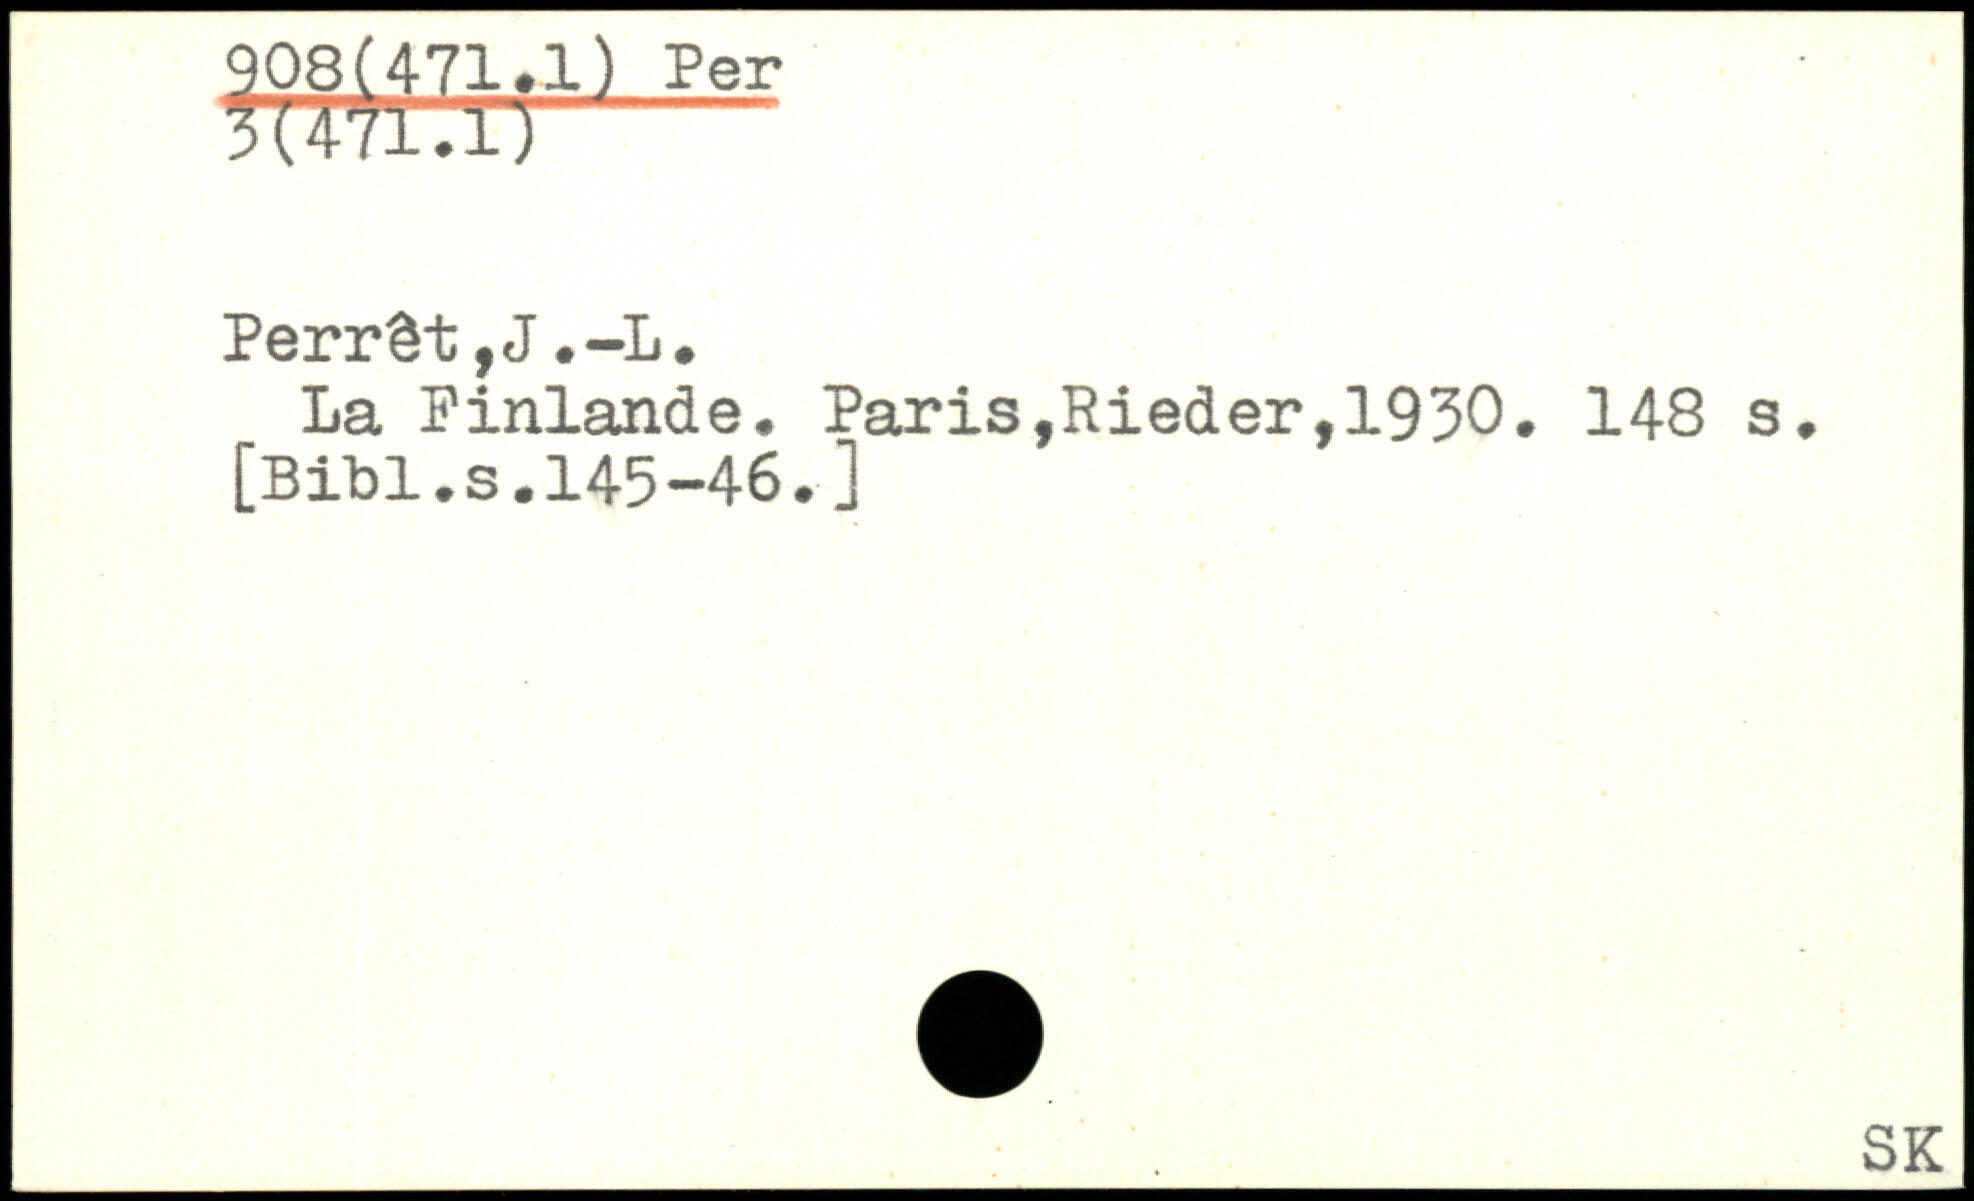 908(471.1) Per
3(471.1)
Perrêt,J.-L.
La Finlande. Paris,Rieder,1930. 148 s.
[Bibl.s.145-46.]
SK